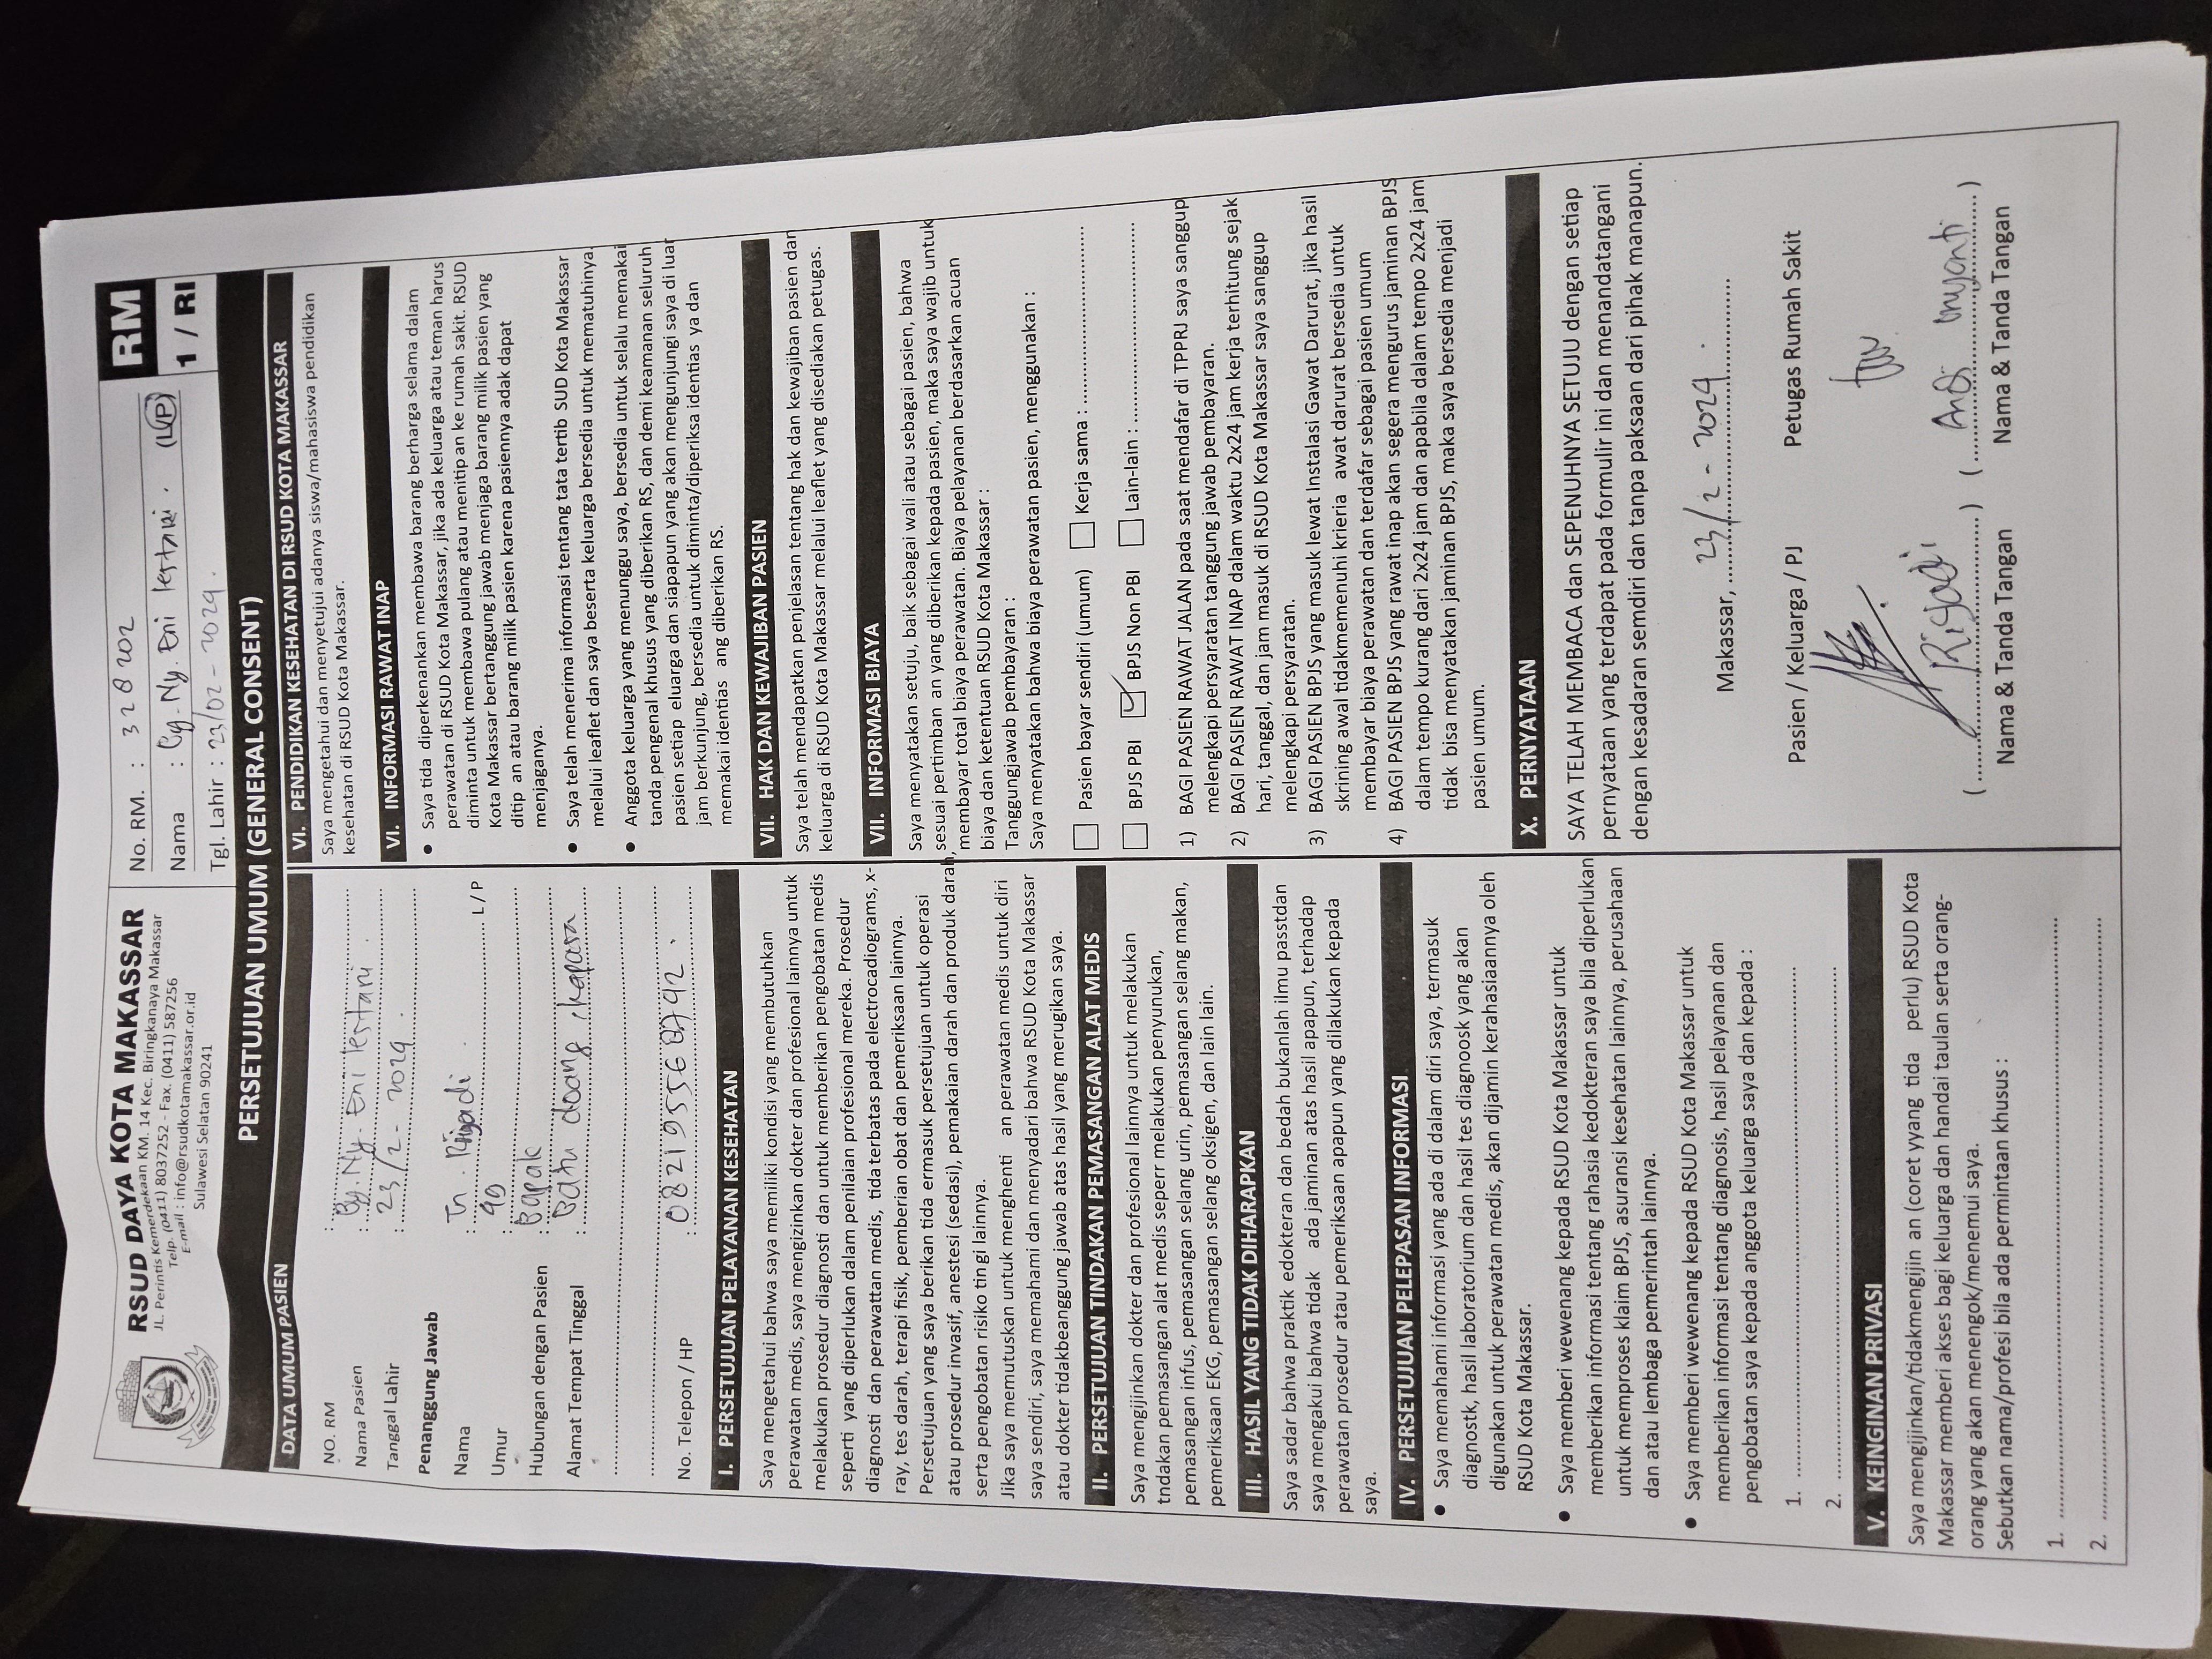 RSUD DAYA KOTA MAKASSAR
JL. Perintis Kemerdekaan KM. 14 Kec. Biringkanaya Makassar
Telp. (0411) 8037252 - Fax. (0411) 587256
E-mail : info@rsudkotamakassar.or.id
Sulawesi Selatan 90241
No. RM. : 328202
Nama : By. Ny. Eni lestari. (L/P)
Tgl. Lahir : 23/02-2024.
RM
1 / RI
PERSETUJUAN UMUM (GENERAL CONSENT)
DATA UMUM PASIEN
NO. RM :
Nama Pasien : By. Ny. Eni lestari.
Tanggal Lahir : 23/2-2024.
Penanggung Jawab
Nama : Tn. Rigadi. L / P
Umur : 40
Hubungan dengan Pasien : Bapak
Alamat Tempat Tinggal : Batu doang, kapasa
No. Telepon / HP : 082195568792.
I. PERSETUJUAN PELAYANAN KESEHATAN
Saya mengetahui bahwa saya memiliki kondisi yang membutuhkan
perawatan medis, saya mengizinkan dokter dan profesional lainnya untuk
melakukan prosedur diagnosti dan untuk memberikan pengobatan medis
seperti yang diperlukan dalam penilaian profesional mereka. Prosedur
diagnosti dan perawattan medis, tida terbatas pada electrocadiograms, x-
ray, tes darah, terapi fisik, pemberian obat dan pemeriksaan lainnya.
Persetujuan yang saya berikan tida ermasuk persetujuan untuk operasi
atau prosedur invasif, anestesi (sedasi), pemakaian darah dan produk darah,
serta pengobatan risiko tin gi lainnya.
Jika saya memutuskan untuk menghenti an perawatan medis untuk diri
saya sendiri, saya memahami dan menyadari bahwa RSUD Kota Makassar
atau dokter tidakbeanggung jawab atas hasil yang merugikan saya.
II. PERSETUJUAN TINDAKAN PEMASANGAN ALAT MEDIS
Saya mengijinkan dokter dan profesional lainnya untuk melakukan
tndakan pemasangan alat medis seperr melakukan penyunukan,
pemasangan infus, pemasangan selang urin, pemasangan selang makan,
pemeriksaan EKG, pemasangan selang oksigen, dan lain lain.
III. HASIL YANG TIDAK DIHARAPKAN
Saya sadar bahwa praktik edokteran dan bedah bukanlah ilmu passtdan
saya mengakui bahwa tidak ada jaminan atas hasil apapun, terhadap
perawatan prosedur atau pemeriksaan apapun yang dilakukan kepada
saya.
IV. PERSETUJUAN PELEPASAN INFORMASI
● Saya memahami informasi yang ada di dalam diri saya, termasuk
diagnostk, hasil laboratorium dan hasil tes diagnoosk yang akan
digunakan untuk perawatan medis, akan dijamin kerahasiaannya oleh
RSUD Kota Makassar.
● Saya memberi wewenang kepada RSUD Kota Makassar untuk
memberikan informasi tentang rahasia kedokteran saya bila diperlukan
untuk memproses klaim BPJS, asuransi kesehatan lainnya, perusahaan
dan atau lembaga pemerintah lainnya.
● Saya memberi wewenang kepada RSUD Kota Makassar untuk
memberikan informasi tentang diagnosis, hasil pelayanan dan
pengobatan saya kepada anggota keluarga saya dan kepada :
1.
2.
V. KEINGINAN PRIVASI
Saya mengijinkan/tidakmengijin an (coret yyang tida perlu) RSUD Kota
Makassar memberi akses bagi keluarga dan handai taulan serta orang-
orang yang akan menengok/menemui saya.
Sebutkan nama/profesi bila ada permintaan khusus :
1.
2.
VI. PENDIDIKAN KESEHATAN DI RSUD KOTA MAKASSAR
Saya mengetahui dan menyetujui adanya siswa/mahasiswa pendidikan
kesehatan di RSUD Kota Makassar.
VI. INFORMASI RAWAT INAP
● Saya tida diperkenankan membawa barang berharga selama dalam
perawatan di RSUD Kota Makassar, jika ada keluarga atau teman harus
diminta untuk membawa pulang atau menitip an ke rumah sakit. RSUD
Kota Makassar bertanggung jawab menjaga barang milik pasien yang
ditip an atau barang milik pasien karena pasiennya adak dapat
menjaganya.
● Saya telah menerima informasi tentang tata tertib SUD Kota Makassar
melalui leaflet dan saya beserta keluarga bersedia untuk mematuhinya.
● Anggota keluarga yang menunggu saya, bersedia untuk selalu memakai
tanda pengenal khusus yang diberikan RS, dan demi keamanan seluruh
pasien setiap eluarga dan siapapun yang akan mengunjungi saya di luar
jam berkunjung, bersedia untuk diminta/diperiksa identias ya dan
memakai identias ang diberikan RS.
VII. HAK DAN KEWAJIBAN PASIEN
Saya telah mendapatkan penjelasan tentang hak dan kewajiban pasien dan
keluarga di RSUD Kota Makassar melalui leaflet yang disediakan petugas.
VII. INFORMASI BIAYA
Saya menyatakan setuju, baik sebagai wali atau sebagai pasien, bahwa
sesuai pertimban an yang diberikan kepada pasien, maka saya wajib untuk
membayar total biaya perawatan. Biaya pelayanan berdasarkan acuan
biaya dan ketentuan RSUD Kota Makassar :
Tanggungjawab pembayaran :
Saya menyatakan bahwa biaya perawatan pasien, menggunakan :
Pasien bayar sendiri (umum) Kerja sama :
BPJS PBI BPJS Non PBI Lain-lain :
1) BAGI PASIEN RAWAT JALAN pada saat mendafar di TPPRJ saya sanggup
melengkapi persyaratan tanggung jawab pembayaran.
2) BAGI PASIEN RAWAT INAP dalam waktu 2x24 jam kerja terhitung sejak
hari, tanggal, dan jam masuk di RSUD Kota Makassar saya sanggup
melengkapi persyaratan.
3) BAGI PASIEN BPJS yang masuk lewat Instalasi Gawat Darurat, jika hasil
skrining awal tidakmemenuhi krieria awat darurat bersedia untuk
membayar biaya perawatan dan terdafar sebagai pasien umum
4) BAGI PASIEN BPJS yang rawat inap akan segera mengurus jaminan BPJS
dalam tempo kurang dari 2x24 jam dan apabila dalam tempo 2x24 jam
tidak bisa menyatakan jaminan BPJS, maka saya bersedia menjadi
pasien umum.
X. PERNYATAAN
SAYA TELAH MEMBACA dan SEPENUHNYA SETUJU dengan setiap
pernyataan yang terdapat pada formulir ini dan menandatangani
dengan kesadaran semdiri dan tanpa paksaan dari pihak manapun.
Makassar, 23/2-2024.
Pasien / Keluarga / PJ Petugas Rumah Sakit
( Rigadi ) ( Andi )
Nama & Tanda Tangan Nama & Tanda Tangan